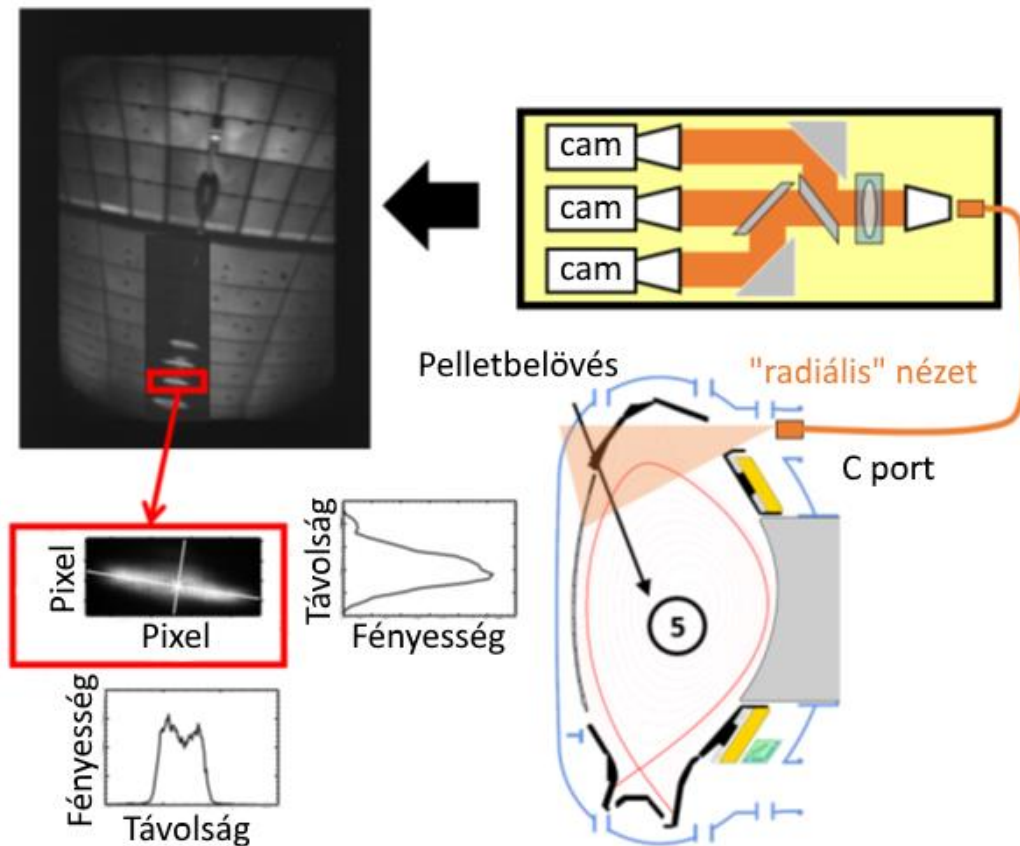 cam
cam
cam
Pelletbelövés
"radiális" nézet
C port
Pixel
Pixel
Távolság
Fényesség
5
Fényesség
Távolság